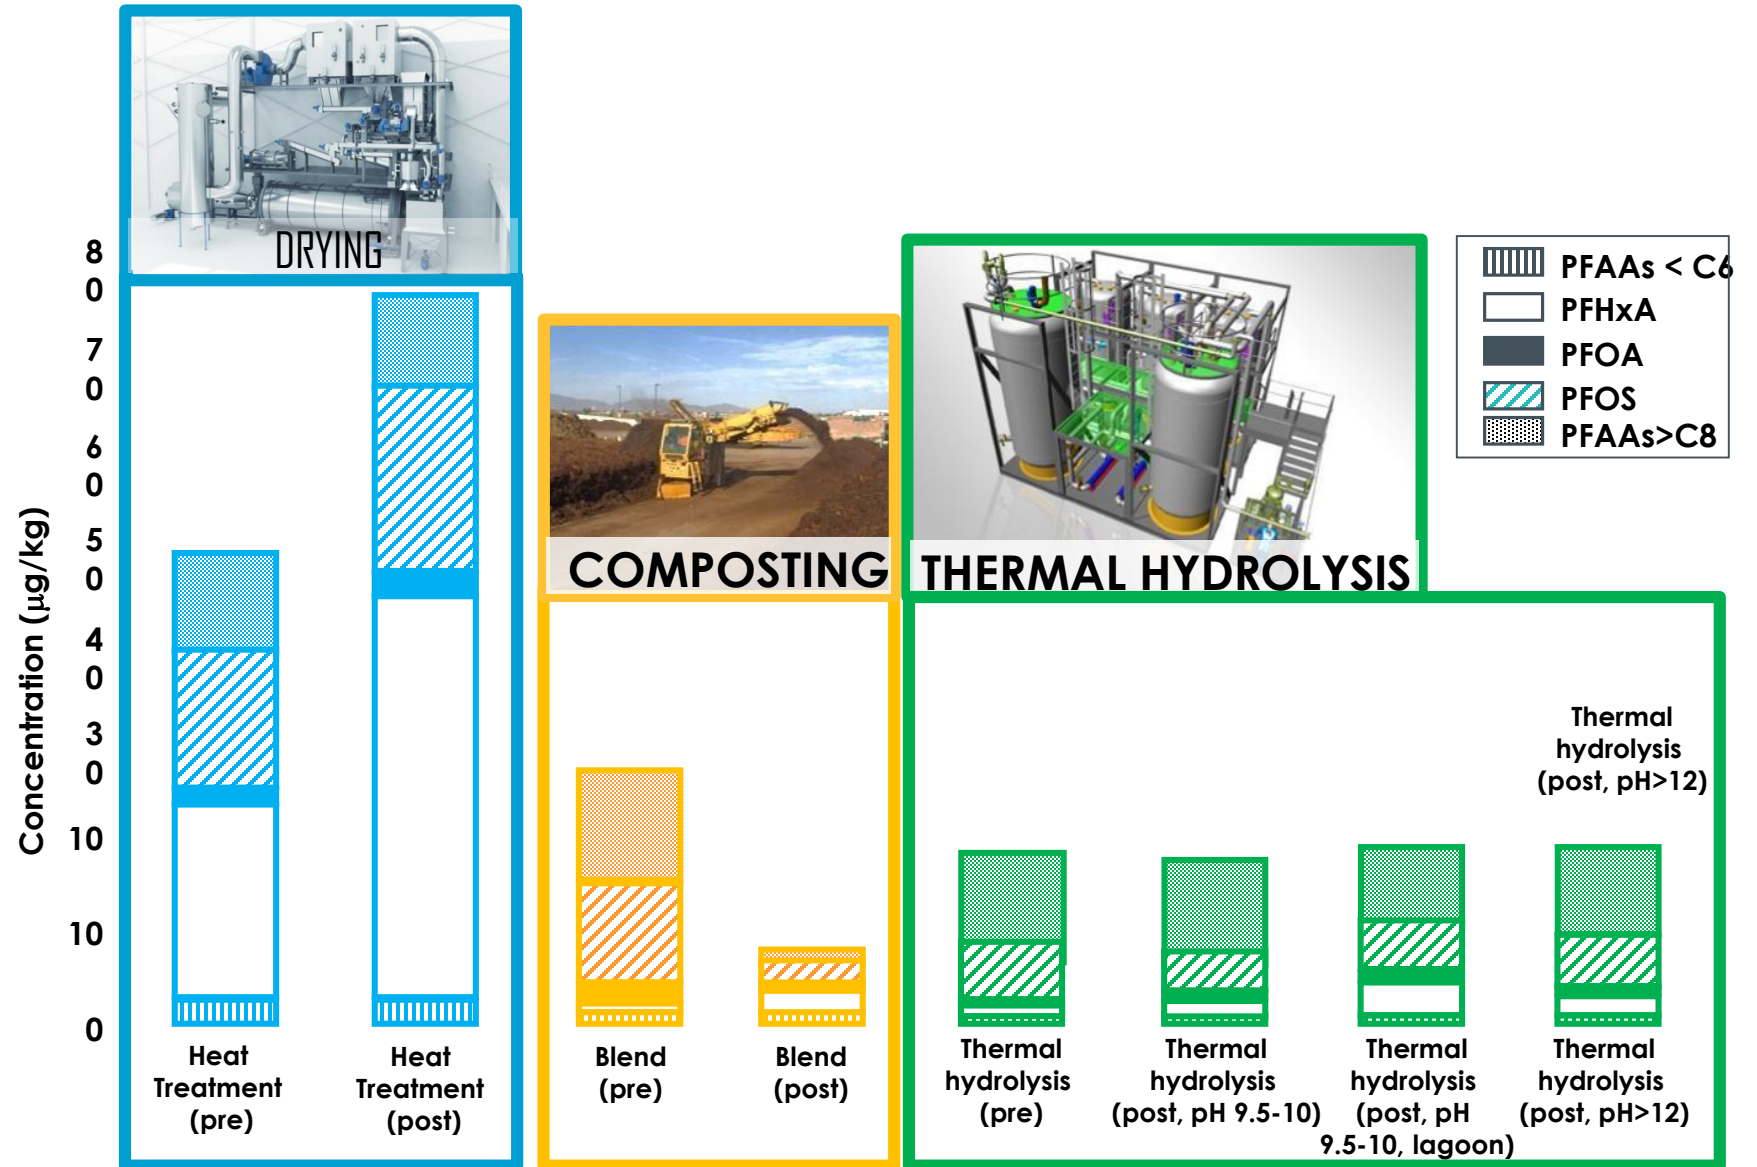 DRYING
COMPOSTING
THERMAL HYDROLYSIS
PFAAs < C6
PFHxA
PFOA
PFOS
PFAAs>C8
Concentration (µg/kg)
8
0
7
0
6
0
5
0
4
0
3
0
10
10
0
Thermal
hydrolysis
(post, pH>12)
Heat
Treatment
(pre)
Heat
Treatment
(post)
Blend
(pre)
Blend
(post)
Thermal
hydrolysis
(pre)
Thermal
hydrolysis
(post, pH 9.5-10)
Thermal
hydrolysis
(post, pH
9.5-10, lagoon)
Thermal
hydrolysis
(post, pH>12)